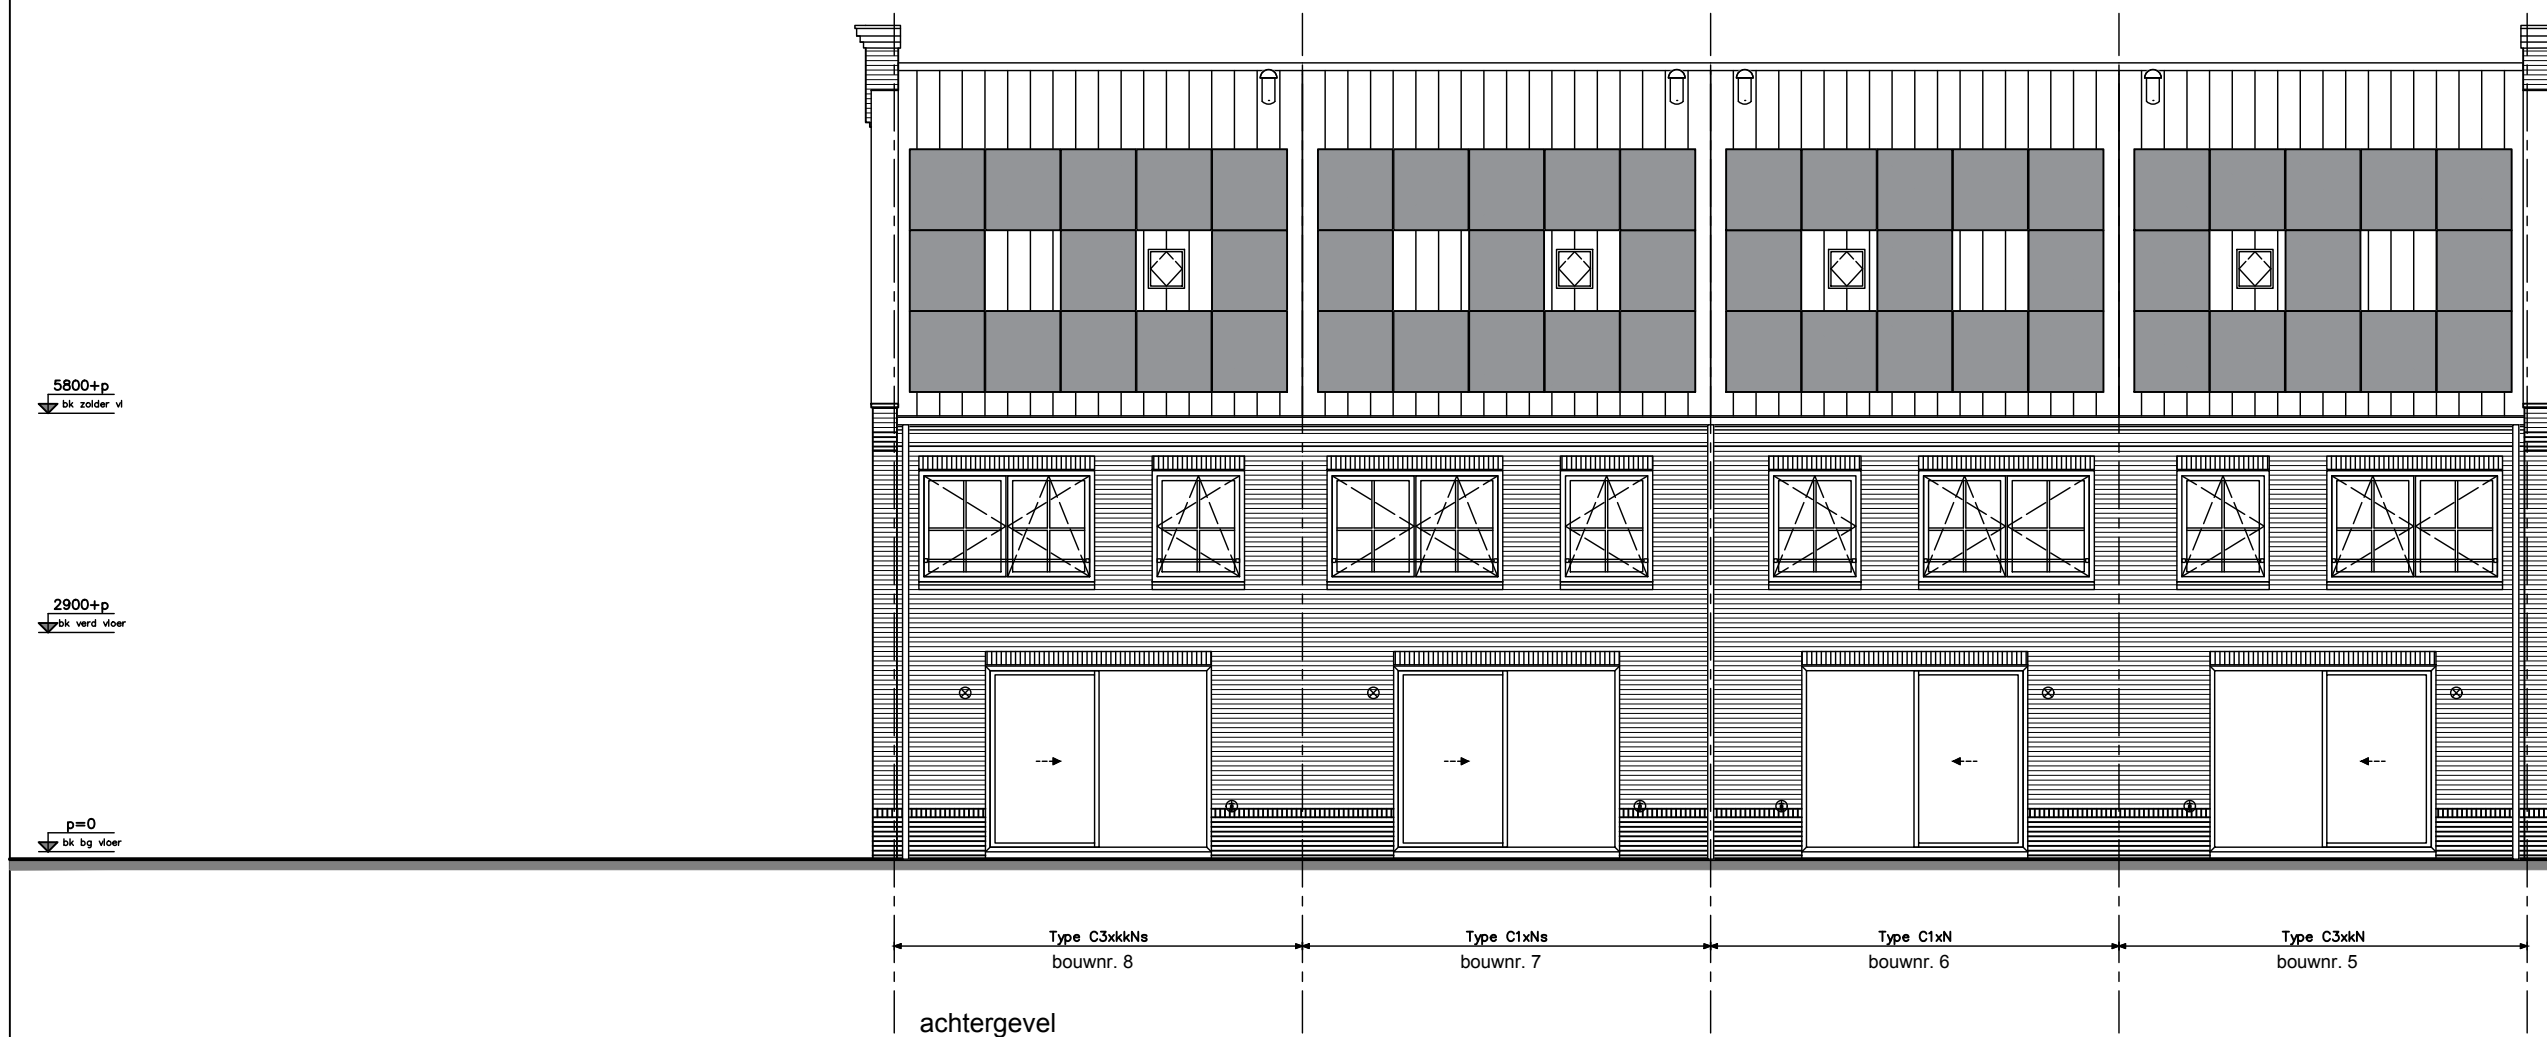 5800+p
bk zolder vl
2900+p
bk verd vloer
p=0
bk bg vloer
Type C3xkkNs
bouwnr. 8
Type C1xNs
bouwnr. 7
Type C1xN
bouwnr. 6
Type C3xkN
bouwnr. 5
achtergevel